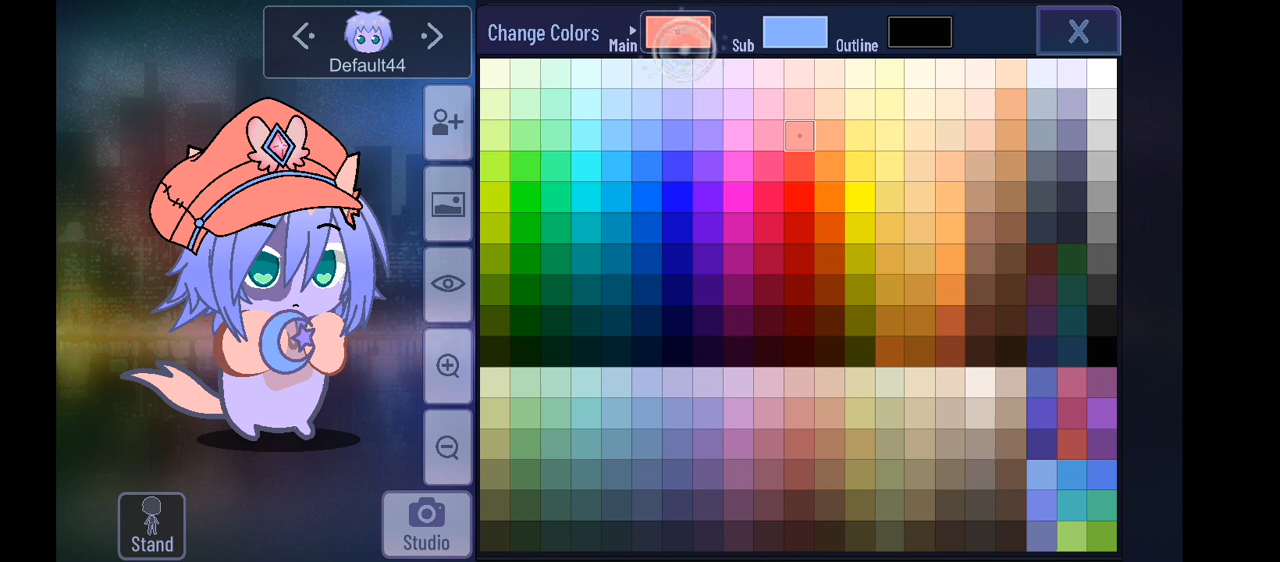 Change Colors
Main
Sub
Outline
X
Default44
Stand
Studio